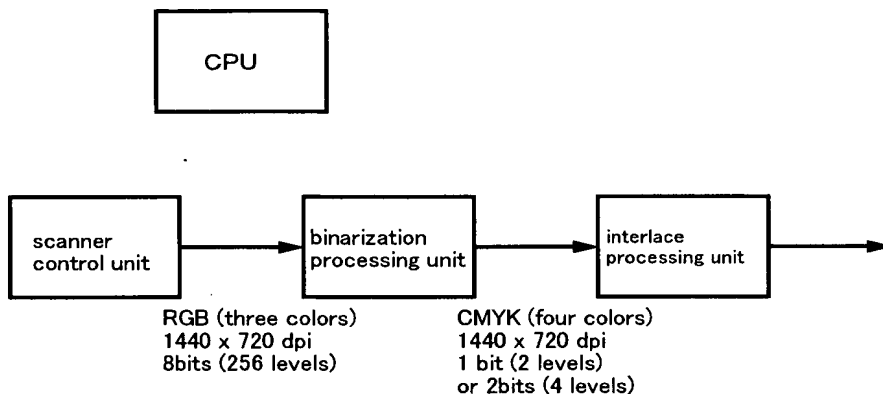 CPU
scanner
control unit
binarization
processing unit
interlace
processing unit
RGB (three colors)
1440 x 720 dpi
8bits (256 levels)
CMYK (four colors)
1440 x 720 dpi
1 bit (2 levels)
or 2bits (4 levels)